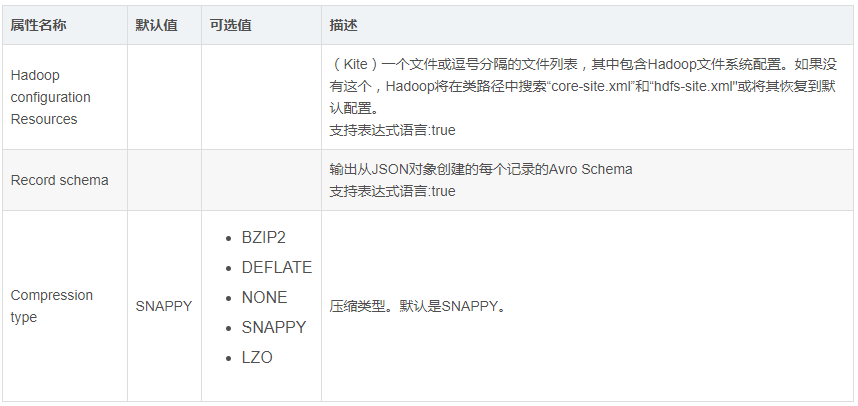 属性名称 默认值 可选值 描述
Hadoop
configuration
Resources
（Kite）一个文件或逗号分隔的文件列表，其中包含Hadoop文件系统配置。如果没
有这个，Hadoop将在类路径中搜索“core-site.xml”和“hdfs-site.xml"或将其恢复到默
认配置。
支持表达式语言:true
Record schema
输出从JSON对象创建的每个记录的Avro Schema
支持表达式语言:true
Compression
type
SNAPPY
BZIP2
DEFLATE
NONE
SNAPPY
LZO
压缩类型。默认是SNAPPY。